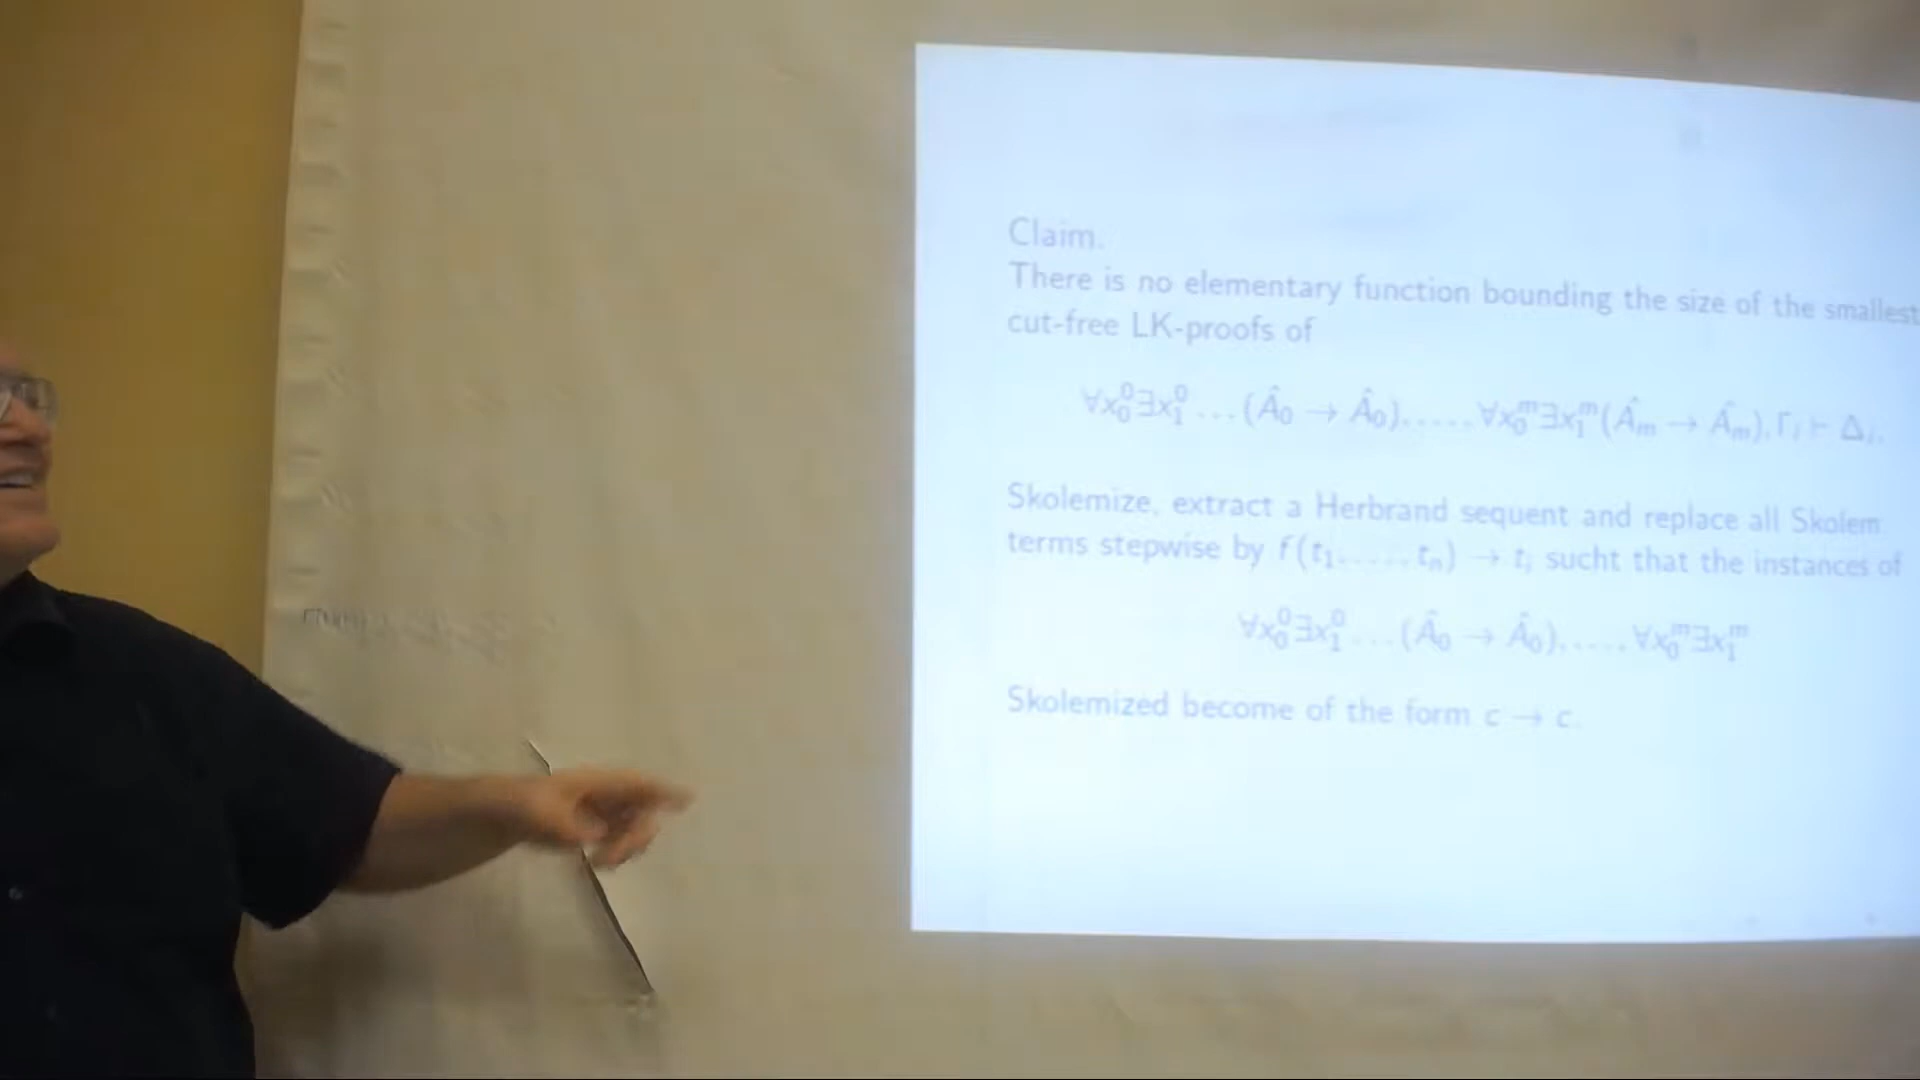 Claim.
There is no elementary function bounding the size of the smallest
cut-free LK-proofs of
∀x₀⁰∃x₁⁰ ... (Â₀ → Â₀), ..... ∀x₀ᵐ∃x₁ᵐ(Âₘ → Âₘ), Γᵢ ⊢ Δᵢ.
Skolemize, extract a Herbrand sequent and replace all Skolem
terms stepwise by f(t₁, ..... tₙ) → tⱼ sucht that the instances of
∀x₀⁰∃x₁⁰ ... (Â₀ → Â₀), ..... ∀x₀ᵐ∃x₁ᵐ
Skolemized become of the form c → c.